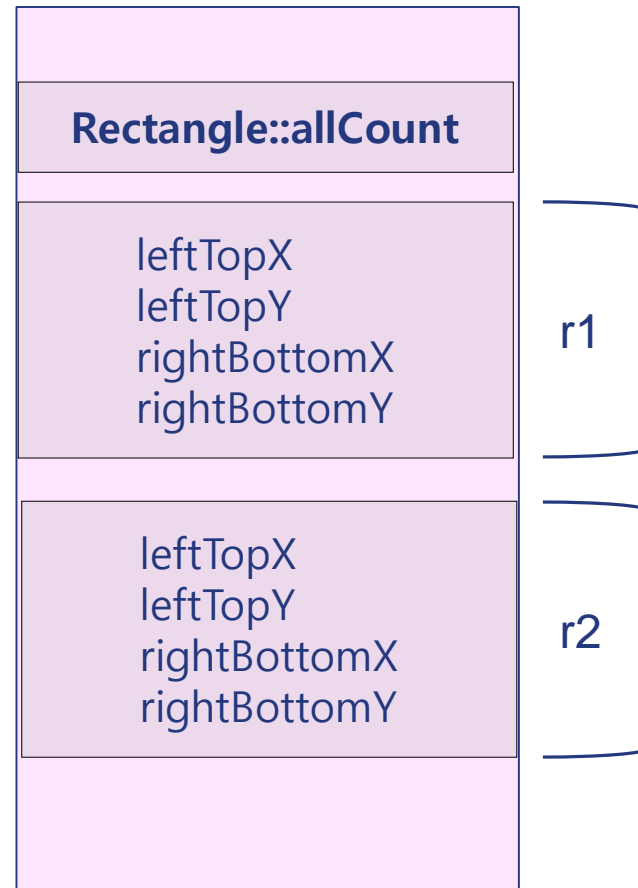 Rectangle::allCount
leftTopX
leftTopY
rightBottomX
rightBottomY
r1
leftTopX
leftTopY
rightBottomX
rightBottomY
r2